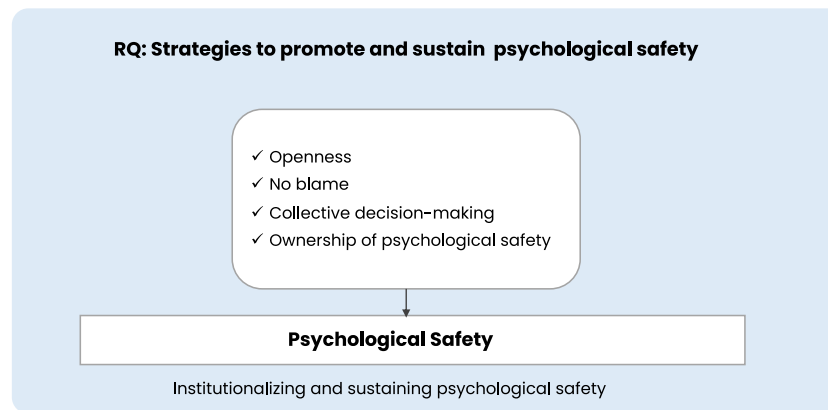 RQ: Strategies to promote and sustain psychological safety
✓ Openness
✓ No blame
✓ Collective decision-making
✓ Ownership of psychological safety
Psychological Safety
Institutionalizing and sustaining psychological safety